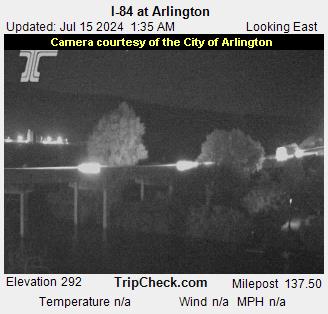 I-84 at Arlington
Updated: Jul 15 2024 1:35 AM Looking East
Camera courtesy of the City of Arlington
Elevation 292 TripCheck.com Milepost 137.50
Temperature n/a Wind n/a MPH n/a